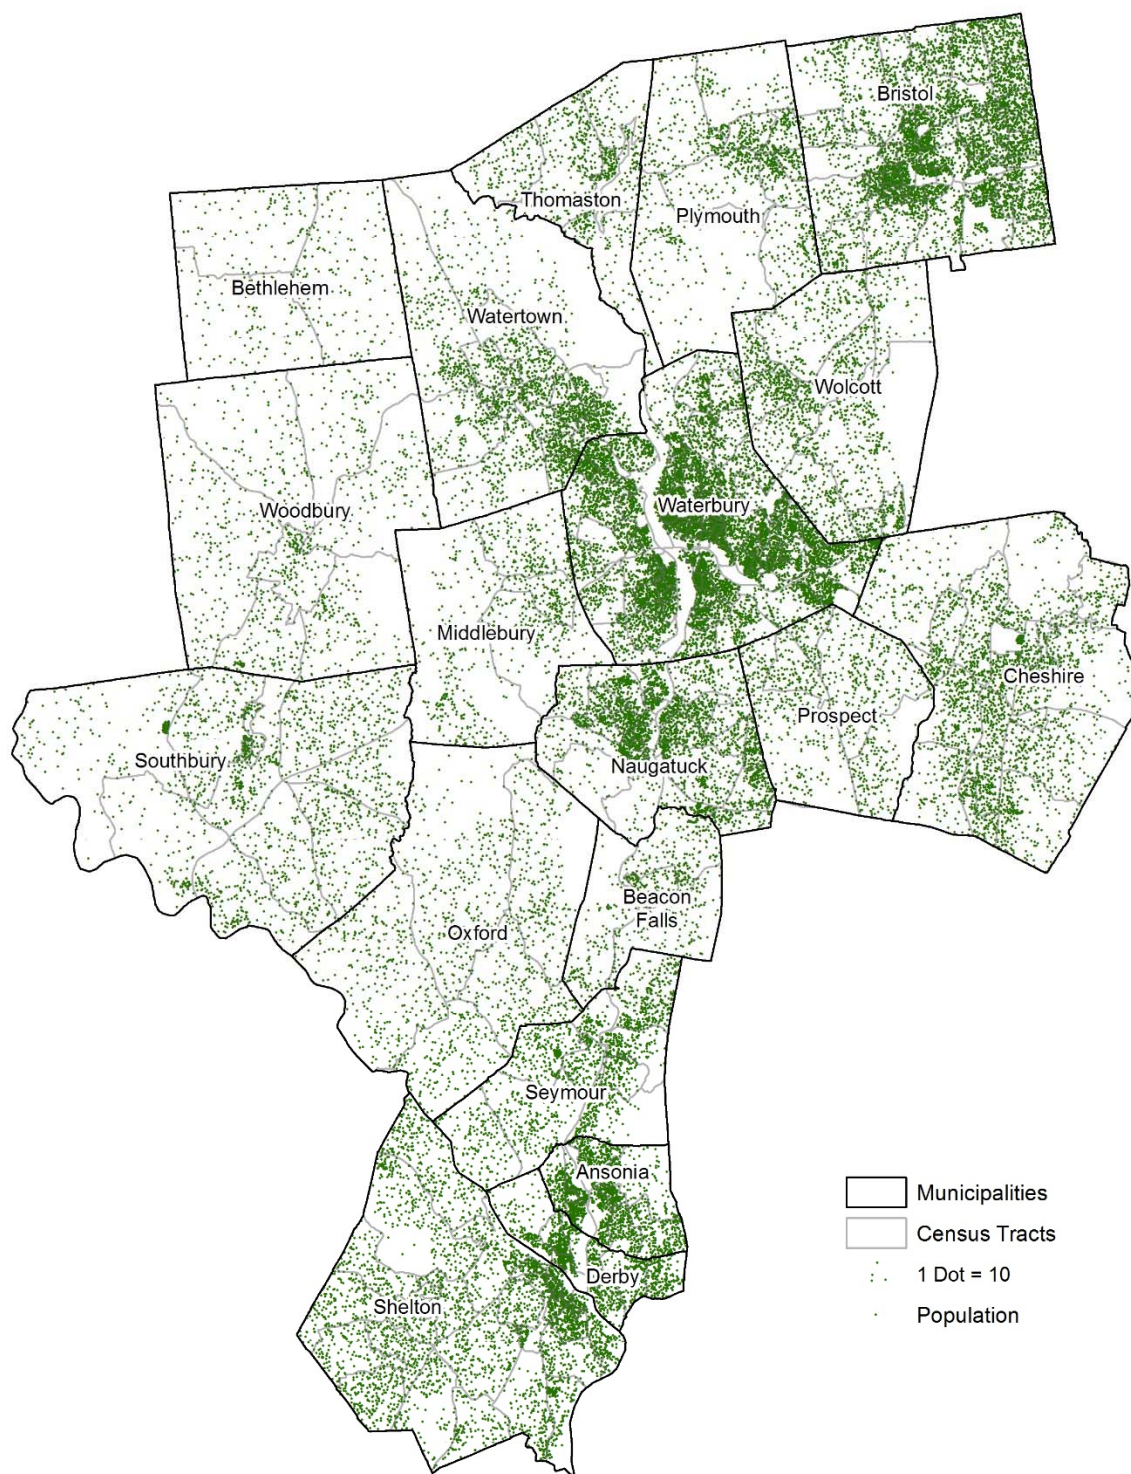 Bristol
Thomaston
Plymouth
Bethlehem
Watertown
Wolcott
Woodbury
Waterbury
Middlebury
Cheshire
Prospect
Southbury
Naugatuck
Beacon
Falls
Oxford
Seymour
Ansonia
Derby
Shelton
Municipalities
Census Tracts
1 Dot = 10
Population